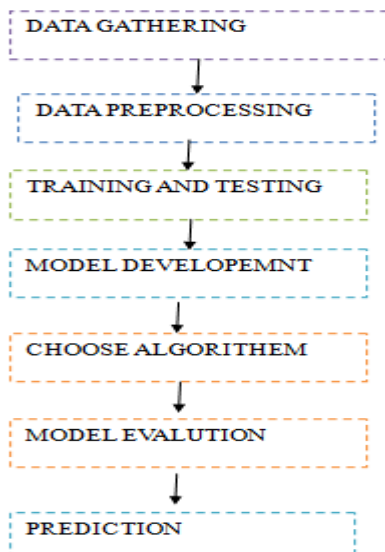 DATA GATHERING
DATA PREPROCESSING
TRAINING AND TESTING
MODEL DEVELOPEMNT
CHOOSE ALGORITHEM
MODEL EVALUTION
PREDICTION